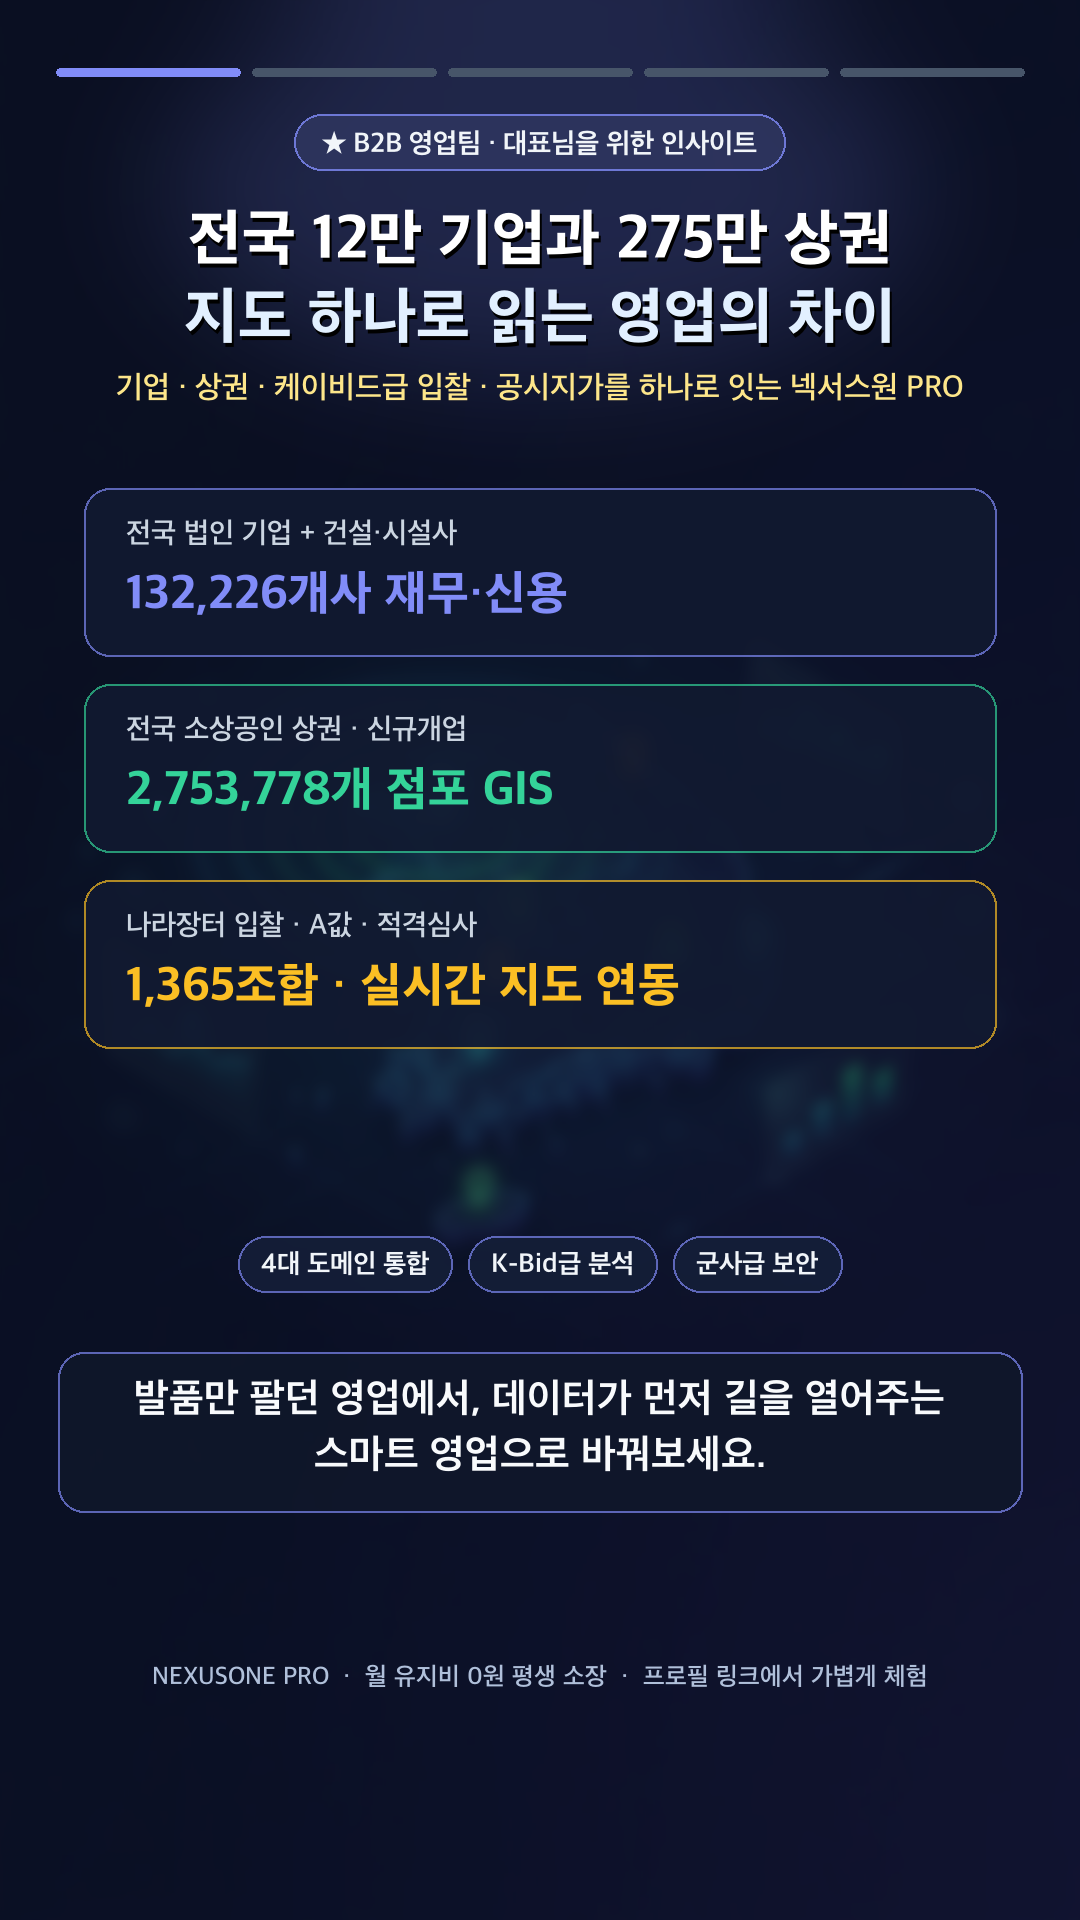 ★ B2B 영업팀 · 대표님을 위한 인사이트
전국 12만 기업과 275만 상권
지도 하나로 읽는 영업의 차이
기업 · 상권 · 케이비드급 입찰 · 공시지가를 하나로 잇는 넥서스원 PRO
전국 법인 기업 + 건설·시설사
132,226개사 재무·신용
전국 소상공인 상권 · 신규개업
2,753,778개 점포 GIS
나라장터 입찰 · A값 · 적격심사
1,365조합 · 실시간 지도 연동
4대 도메인 통합
K-Bid급 분석
군사급 보안
발품만 팔던 영업에서, 데이터가 먼저 길을 열어주는
스마트 영업으로 바꿔보세요.
NEXUSONE PRO · 월 유지비 0원 평생 소장 · 프로필 링크에서 가볍게 체험